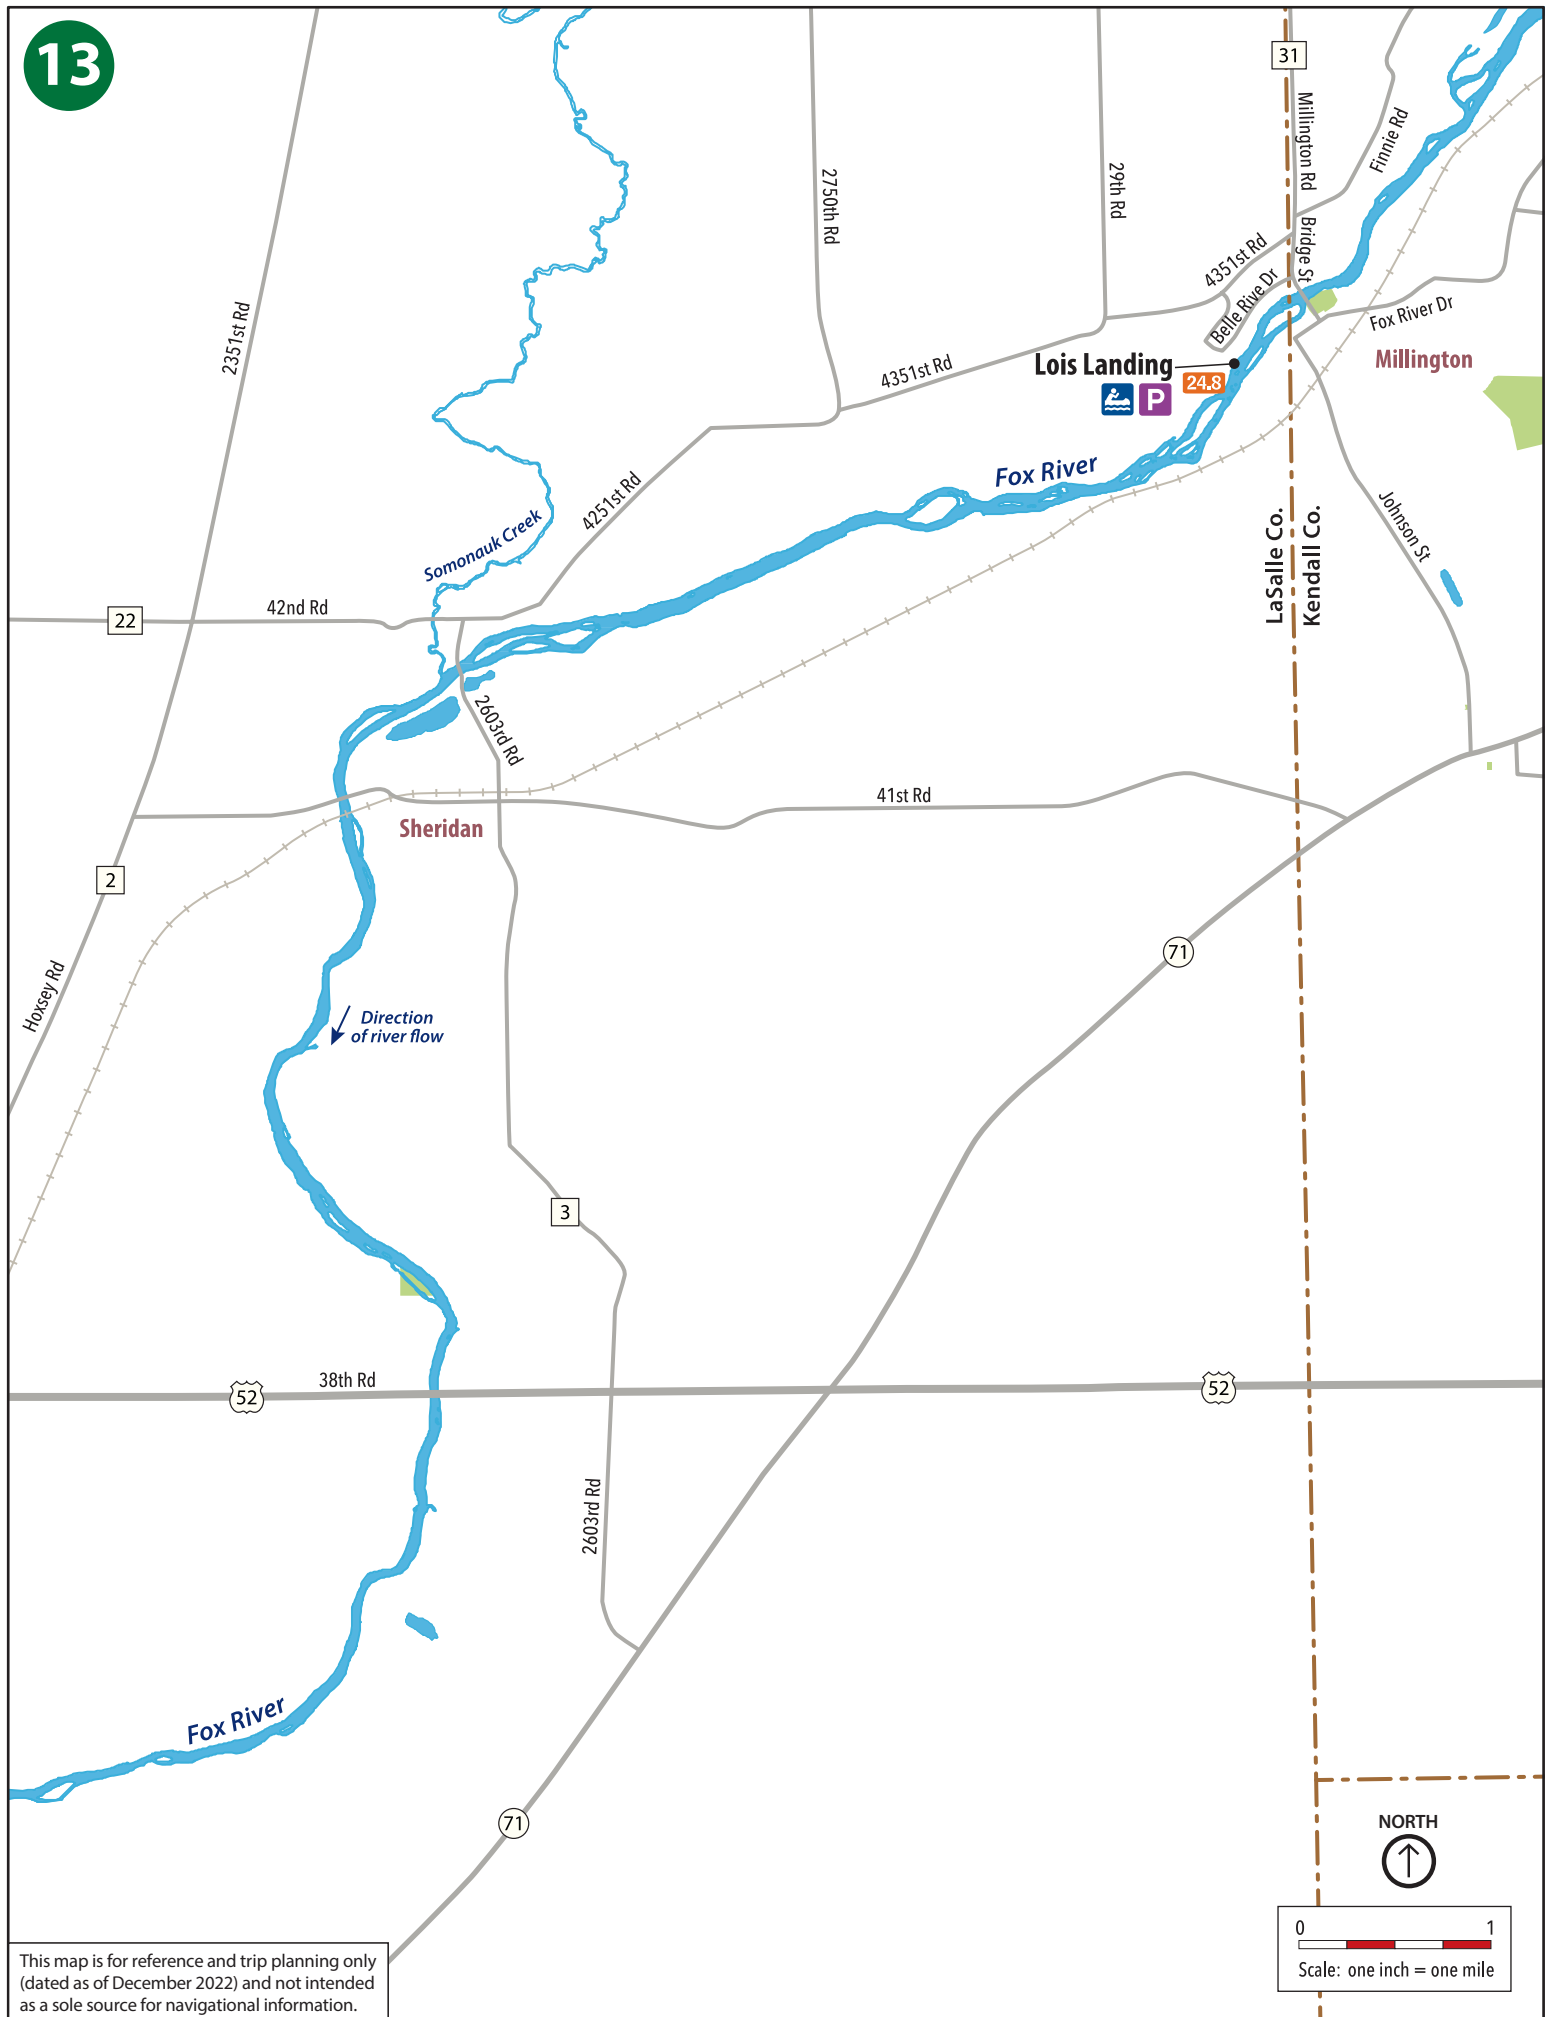 13
31
Millington Rd
Finnie Rd
2750th Rd
29th Rd
Bridge St
4351st Rd
Belle Rive Dr
2351st Rd
Fox River Dr
Lois Landing
24.8
P
Millington
4351st Rd
Fox River
4251st Rd
Johnson St
Somonauk Creek
LaSalle Co.
Kendall Co.
22
42nd Rd
2603rd Rd
41st Rd
Sheridan
2
71
Hoxsey Rd
Direction
of river flow
3
52
38th Rd
52
2603rd Rd
Fox River
71
NORTH
0 1
Scale: one inch = one mile
This map is for reference and trip planning only
(dated as of December 2022) and not intended
as a sole source for navigational information.